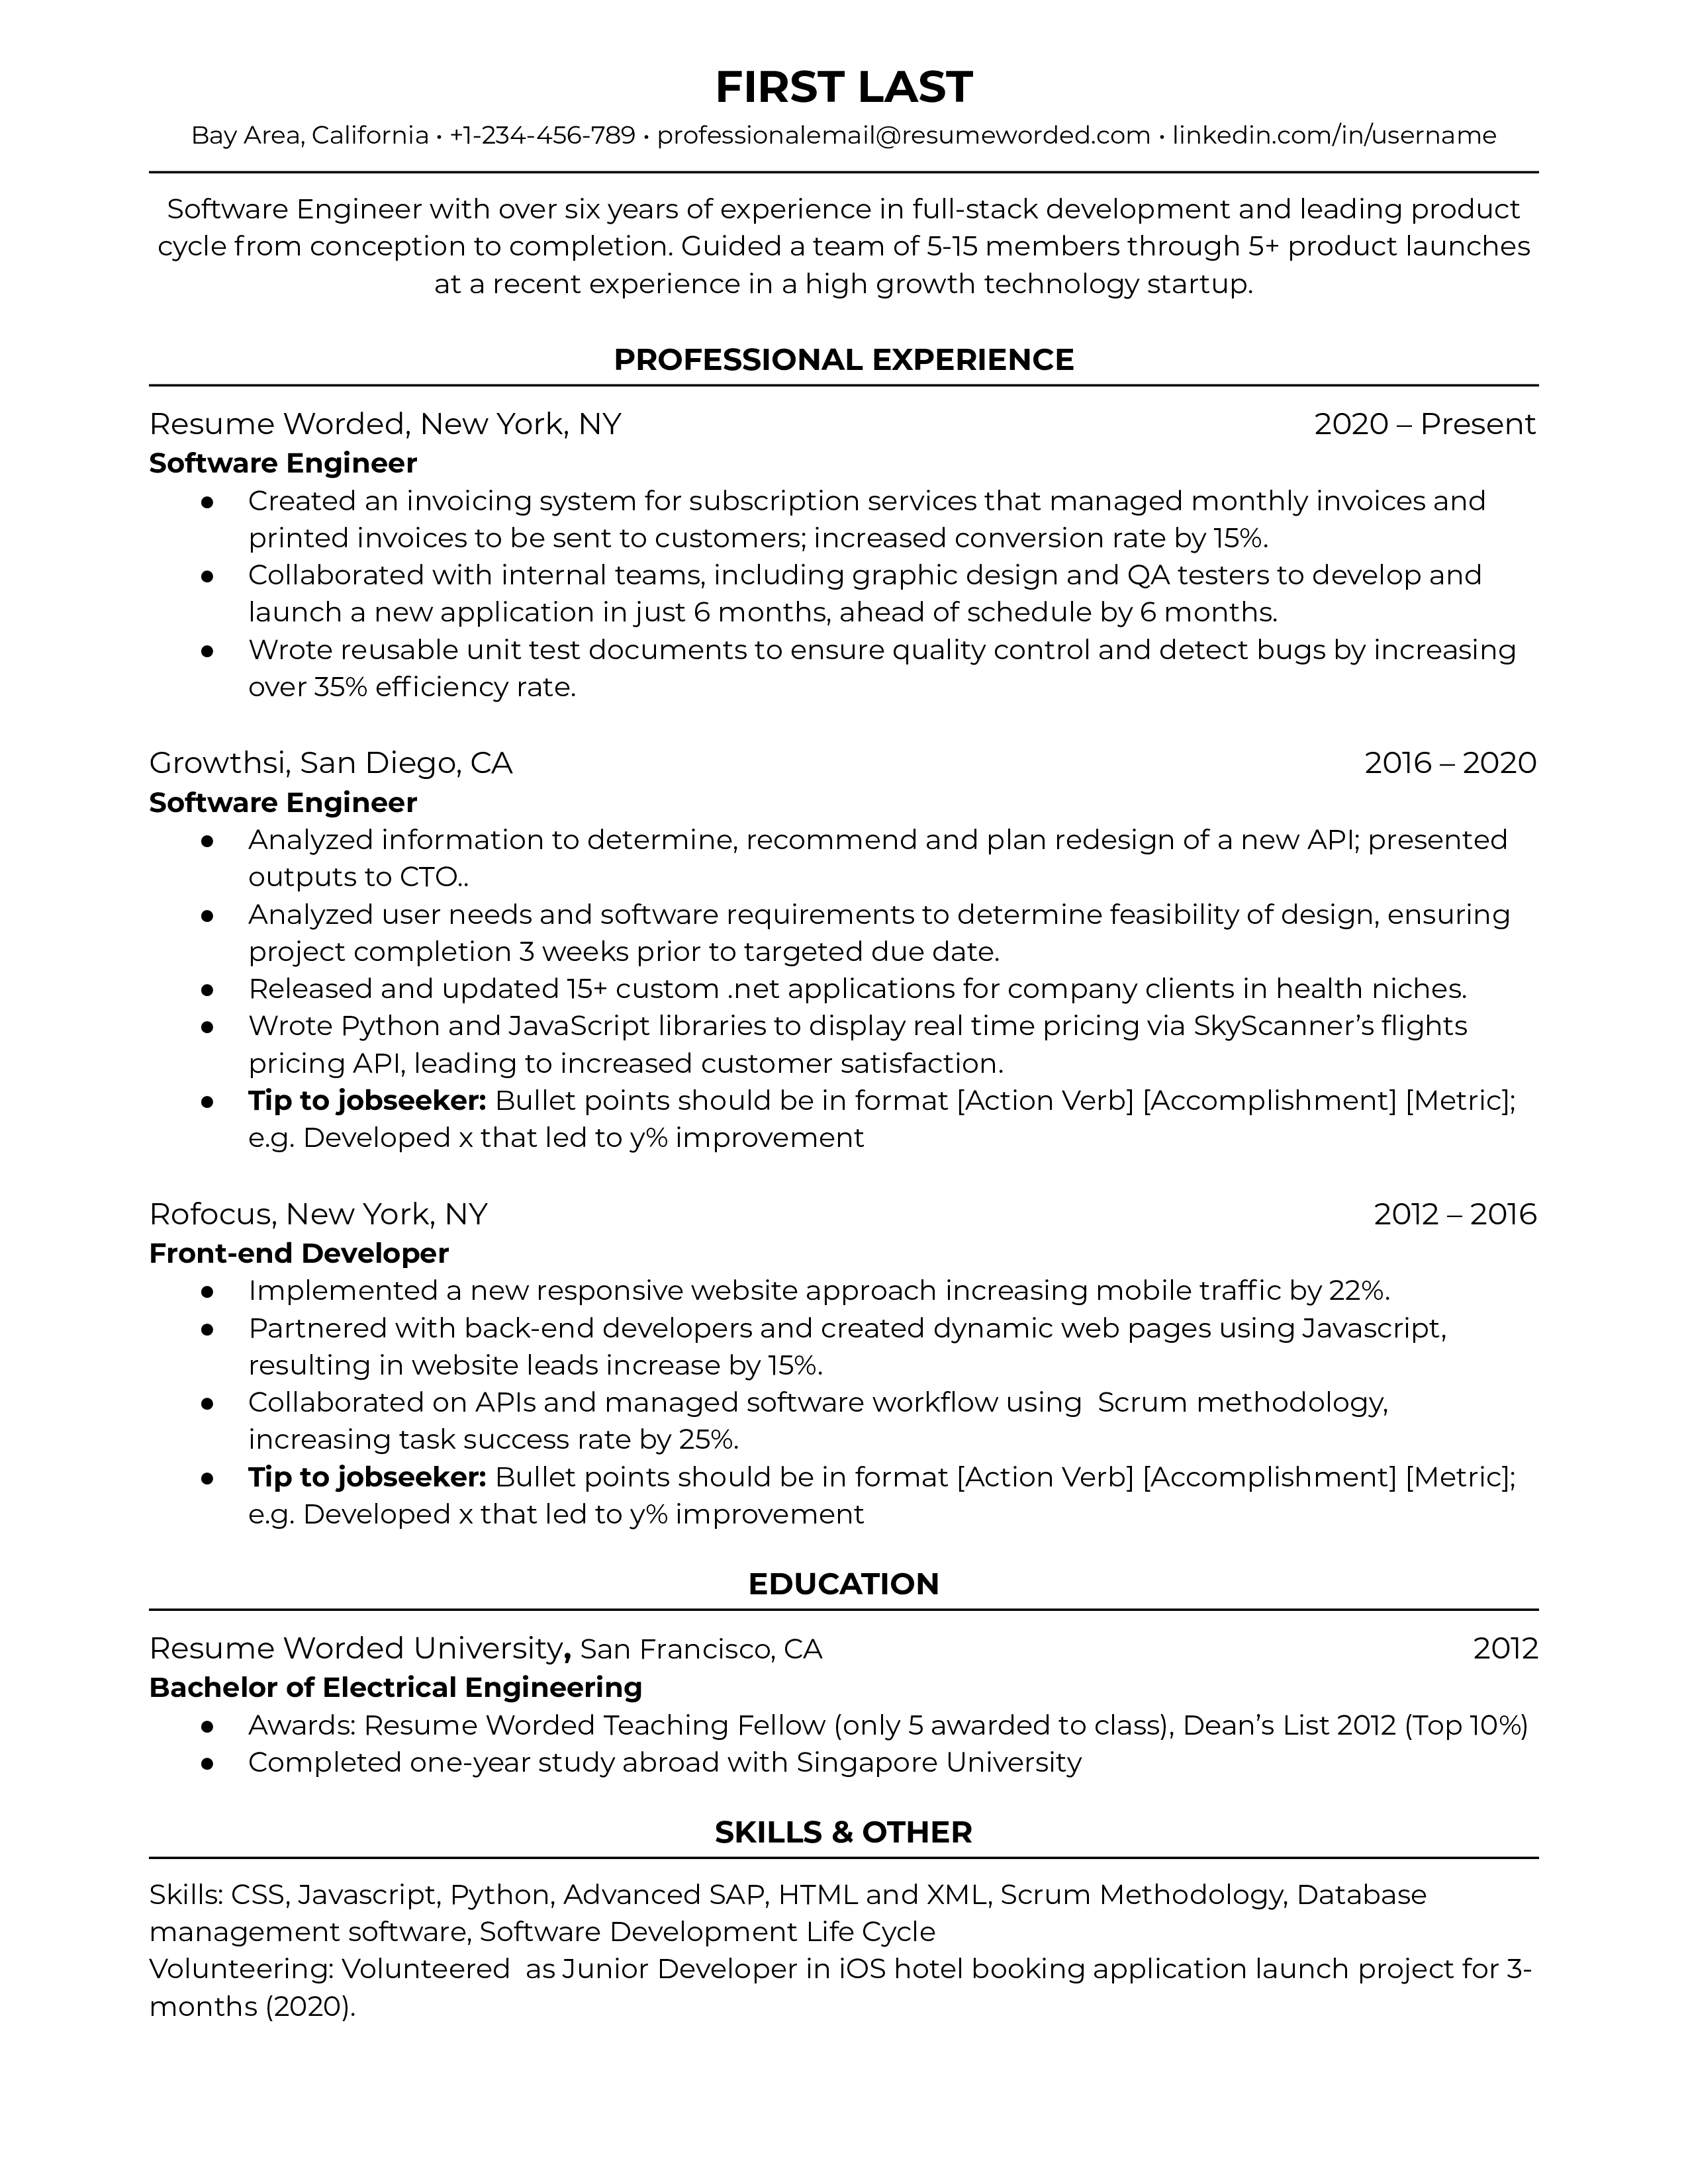 FIRST LAST
Bay Area, California • +1-234-456-789 • professionalemail@resumeworded.com • linkedin.com/in/username
Software Engineer with over six years of experience in full-stack development and leading product
cycle from conception to completion. Guided a team of 5-15 members through 5+ product launches
at a recent experience in a high growth technology startup.
PROFESSIONAL EXPERIENCE
Resume Worded, New York, NY 2020 – Present
Software Engineer
● Created an invoicing system for subscription services that managed monthly invoices and
printed invoices to be sent to customers; increased conversion rate by 15%.
● Collaborated with internal teams, including graphic design and QA testers to develop and
launch a new application in just 6 months, ahead of schedule by 6 months.
● Wrote reusable unit test documents to ensure quality control and detect bugs by increasing
over 35% efficiency rate.
Growthsi, San Diego, CA 2016 – 2020
Software Engineer
● Analyzed information to determine, recommend and plan redesign of a new API; presented
outputs to CTO..
● Analyzed user needs and software requirements to determine feasibility of design, ensuring
project completion 3 weeks prior to targeted due date.
● Released and updated 15+ custom .net applications for company clients in health niches.
● Wrote Python and JavaScript libraries to display real time pricing via SkyScanner’s flights
pricing API, leading to increased customer satisfaction.
● Tip to jobseeker: Bullet points should be in format [Action Verb] [Accomplishment] [Metric];
e.g. Developed x that led to y% improvement
Rofocus, New York, NY 2012 – 2016
Front-end Developer
● Implemented a new responsive website approach increasing mobile traffic by 22%.
● Partnered with back-end developers and created dynamic web pages using Javascript,
resulting in website leads increase by 15%.
● Collaborated on APIs and managed software workflow using  Scrum methodology,
increasing task success rate by 25%.
● Tip to jobseeker: Bullet points should be in format [Action Verb] [Accomplishment] [Metric];
e.g. Developed x that led to y% improvement
EDUCATION
Resume Worded University, San Francisco, CA 2012
Bachelor of Electrical Engineering
● Awards: Resume Worded Teaching Fellow (only 5 awarded to class), Dean’s List 2012 (Top 10%)
● Completed one-year study abroad with Singapore University
SKILLS & OTHER
Skills: CSS, Javascript, Python, Advanced SAP, HTML and XML, Scrum Methodology, Database
management software, Software Development Life Cycle
Volunteering: Volunteered  as Junior Developer in iOS hotel booking application launch project for 3-
months (2020).